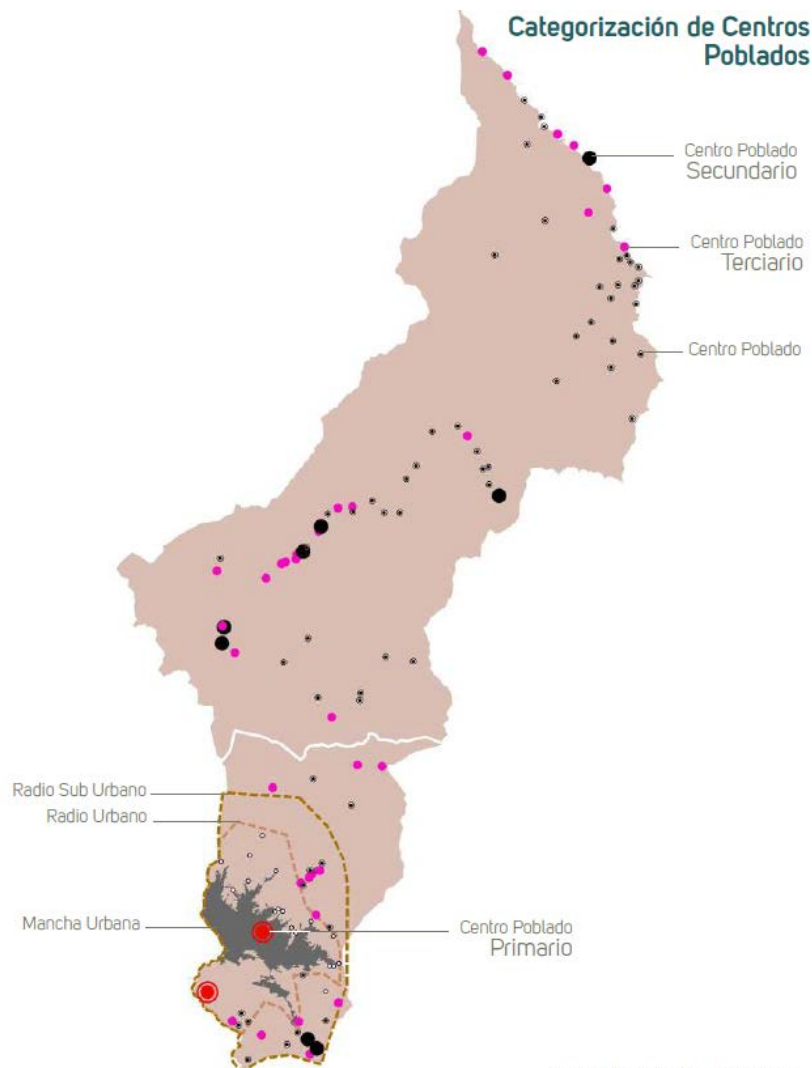 Categorización de Centros
Poblados
Centro Poblado
Secundario
Centro Poblado
Terciario
Centro Poblado
Radio Sub Urbano
Radio Urbano
Mancha Urbana
Centro Poblado
Primario